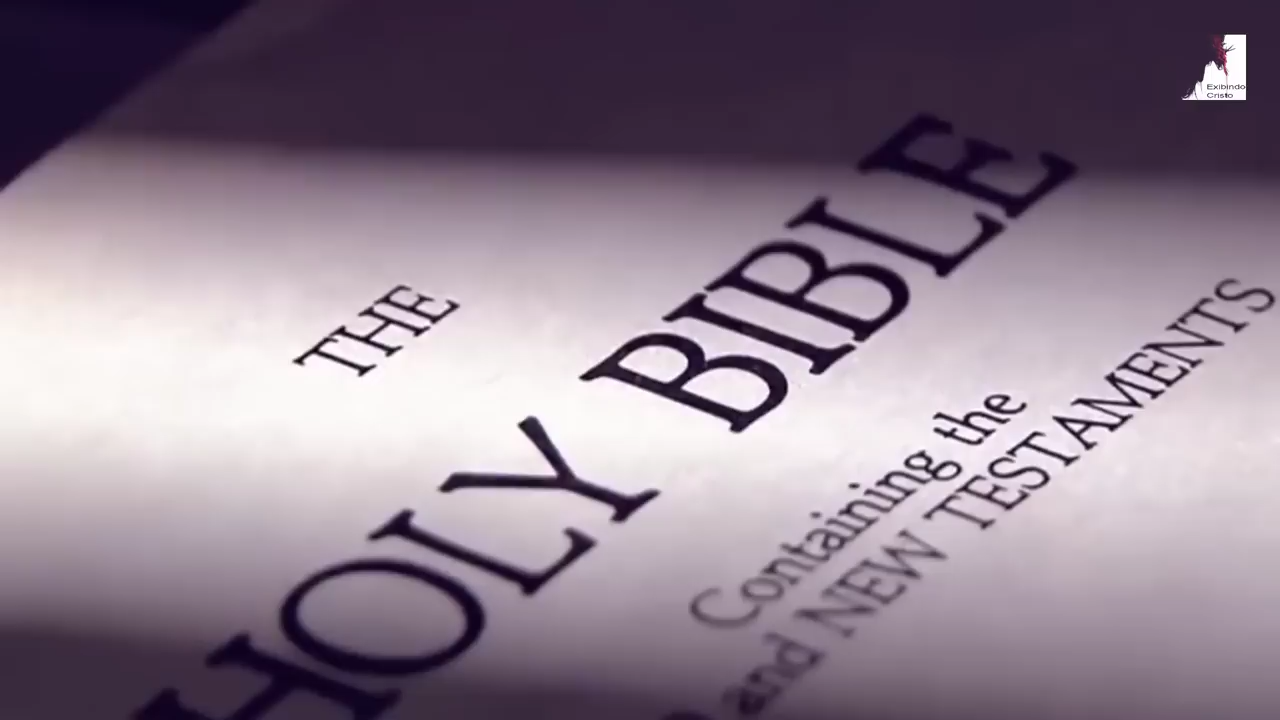 THE
HOLY BIBLE
Containing the
and NEW TESTAMENTS
Exibindo
Cristo